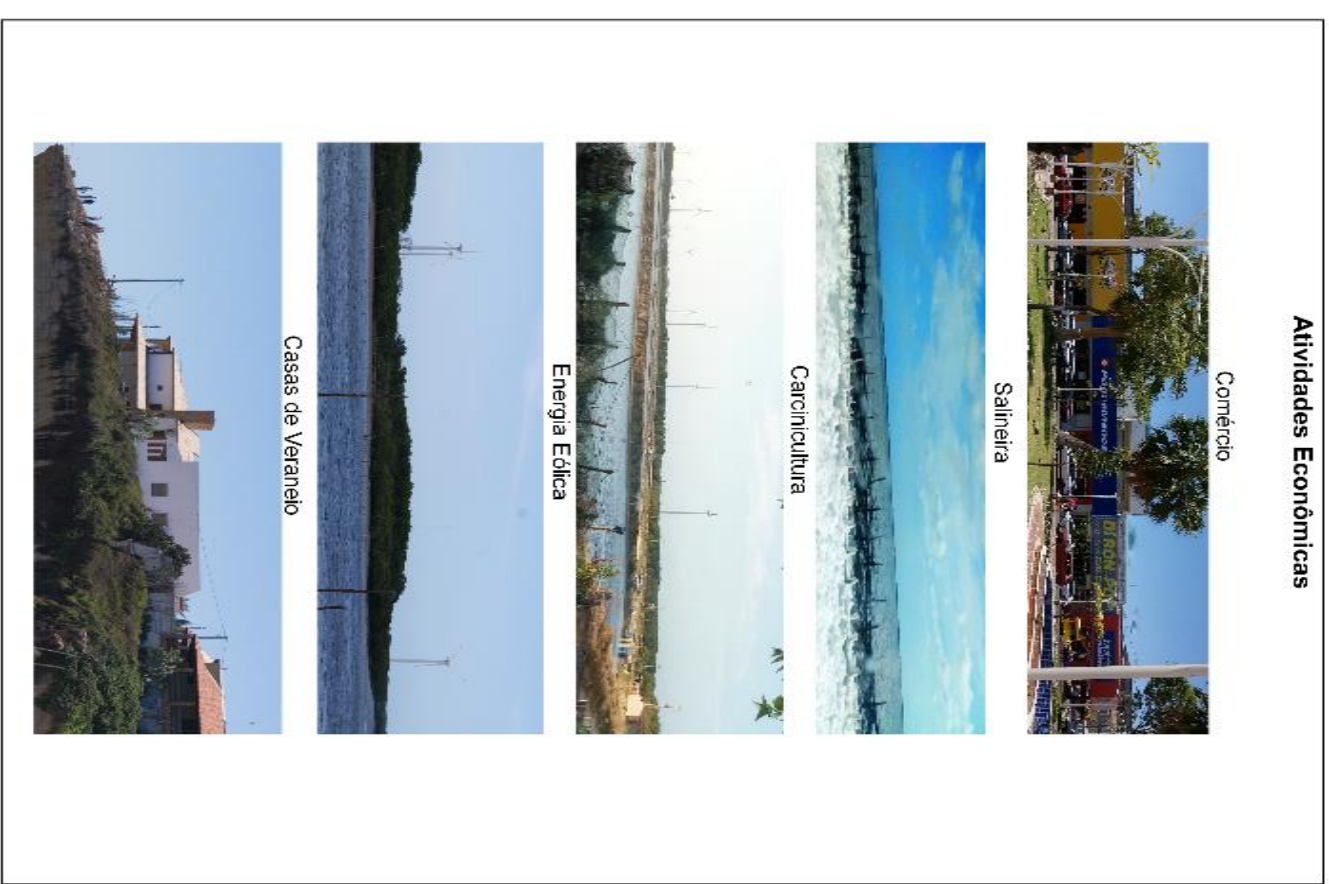 Atividades Econômicas
Comércio
Salineira
Carcinicultura
Energia Eólica
Casas de Veraneio